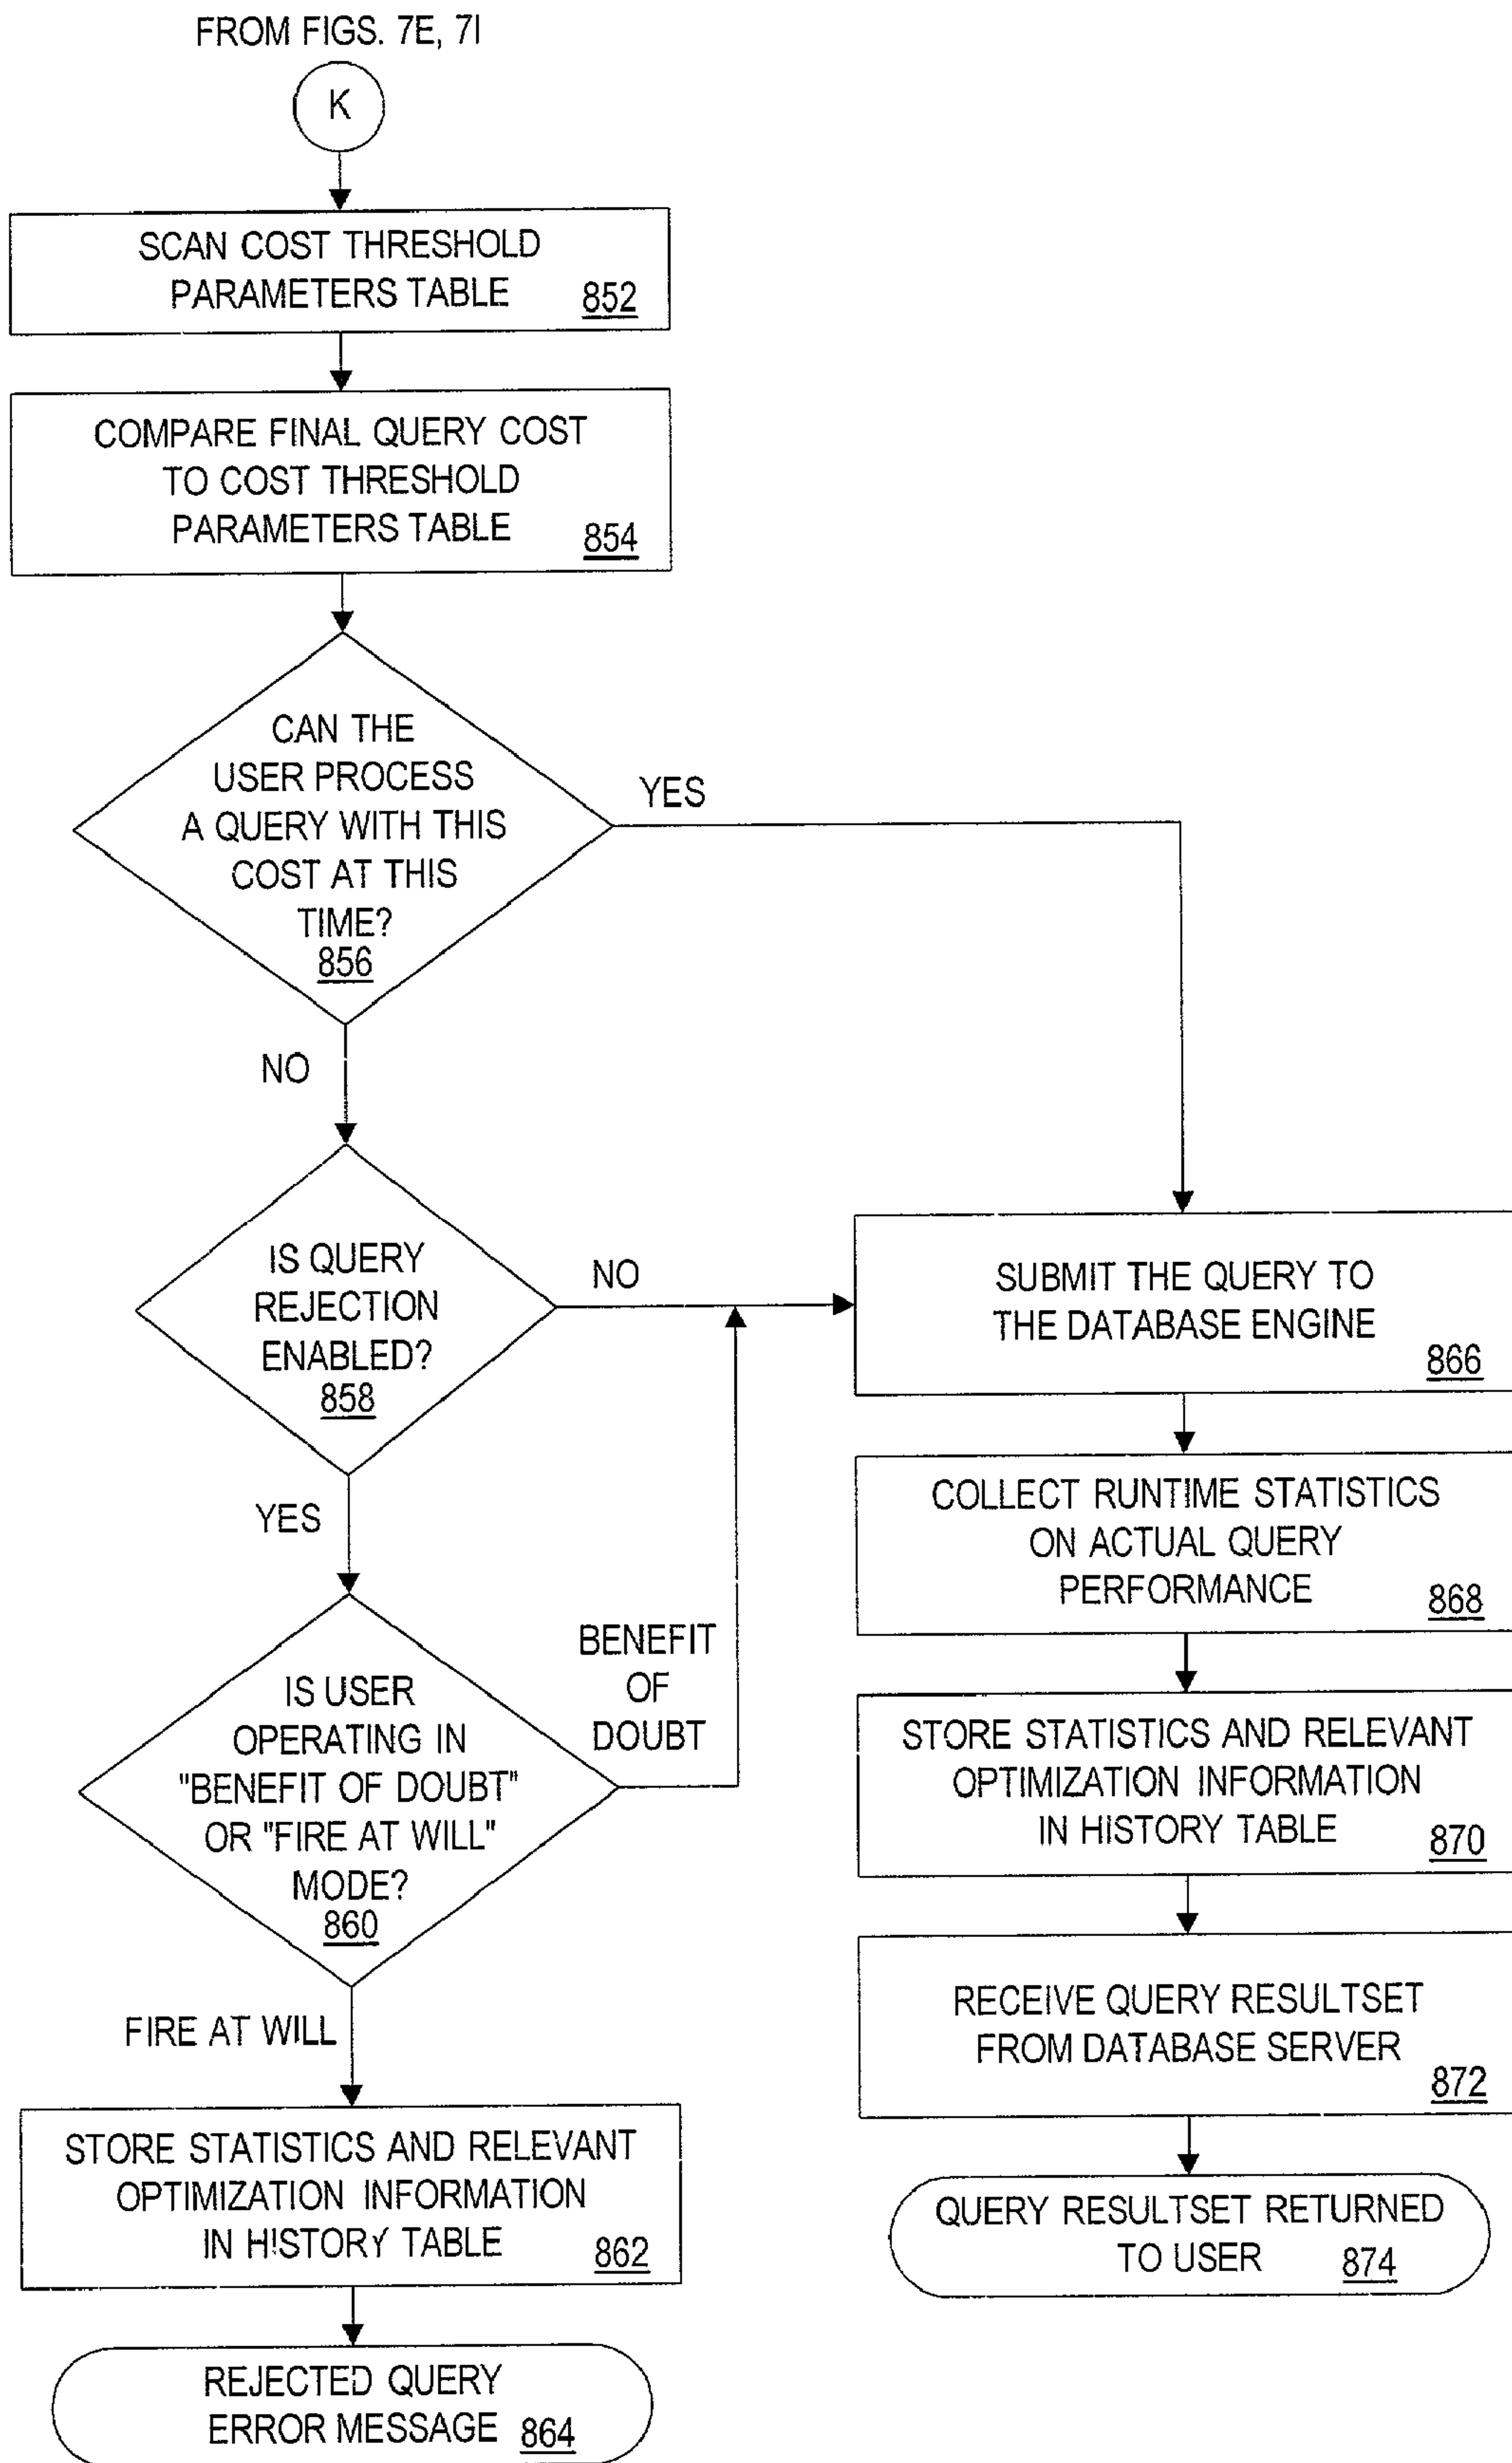 FROM FIGS. 7E, 7I
K
SCAN COST THRESHOLD
PARAMETERS TABLE 852
COMPARE FINAL QUERY COST
TO COST THRESHOLD
PARAMETERS TABLE 854
CAN THE
USER PROCESS
A QUERY WITH THIS
COST AT THIS
TIME?
856
YES
NO
IS QUERY
REJECTION
ENABLED?
858
NO
YES
IS USER
OPERATING IN
"BENEFIT OF DOUBT"
OR "FIRE AT WILL"
MODE?
860
BENEFIT
OF
DOUBT
FIRE AT WILL
STORE STATISTICS AND RELEVANT
OPTIMIZATION INFORMATION
IN HISTORY TABLE 862
REJECTED QUERY
ERROR MESSAGE 864
SUBMIT THE QUERY TO
THE DATABASE ENGINE
866
COLLECT RUNTIME STATISTICS
ON ACTUAL QUERY
PERFORMANCE 868
STORE STATISTICS AND RELEVANT
OPTIMIZATION INFORMATION
IN HISTORY TABLE 870
RECEIVE QUERY RESULTSET
FROM DATABASE SERVER
872
QUERY RESULTSET RETURNED
TO USER 874